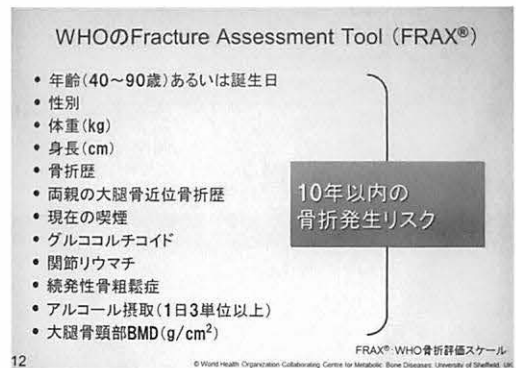 WHOのFracture Assessment Tool（FRAX®）
• 年齢（40～90歳）あるいは誕生日
• 性別
• 体重（kg）
• 身長（cm）
• 骨折歴
• 両親の大腿骨近位骨折歴
• 現在の喫煙
• グルココルチコイド
• 関節リウマチ
• 続発性骨粗鬆症
• アルコール摂取（1日3単位以上）
• 大腿骨頸部BMD（g/cm²）
10年以内の
骨折発生リスク
FRAX®:WHO骨折評価スケール
12
© World Health Organization Collaborating Centre for Metabolic Bone Diseases, University of Sheffield, UK